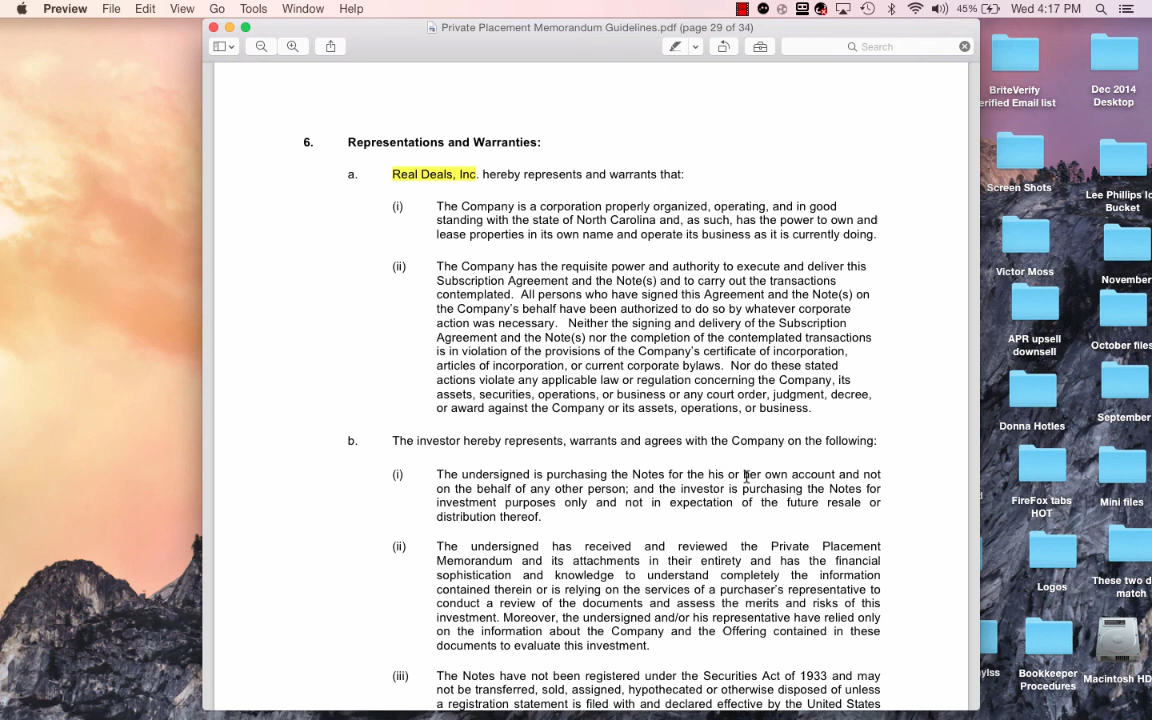 Preview File Edit View Go Tools Window Help 45% Wed 4:17 PM
Private Placement Memorandum Guidelines.pdf (page 29 of 34)
Search
6. Representations and Warranties:
a. Real Deals, Inc. hereby represents and warrants that:
(i) The Company is a corporation properly organized, operating, and in good
standing with the state of North Carolina and, as such, has the power to own and
lease properties in its own name and operate its business as it is currently doing.
(ii) The Company has the requisite power and authority to execute and deliver this
Subscription Agreement and the Note(s) and to carry out the transactions
contemplated. All persons who have signed this Agreement and the Note(s) on
the Company's behalf have been authorized to do so by whatever corporate
action was necessary. Neither the signing and delivery of the Subscription
Agreement and the Note(s) nor the completion of the contemplated transactions
is in violation of the provisions of the Company's certificate of incorporation,
articles of incorporation, or current corporate bylaws. Nor do these stated
actions violate any applicable law or regulation concerning the Company, its
assets, securities, operations, or business or any court order, judgment, decree,
or award against the Company or its assets, operations, or business.
b. The investor hereby represents, warrants and agrees with the Company on the following:
(i) The undersigned is purchasing the Notes for the his or her own account and not
on the behalf of any other person; and the investor is purchasing the Notes for
investment purposes only and not in expectation of the future resale or
distribution thereof.
(ii) The undersigned has received and reviewed the Private Placement
Memorandum and its attachments in their entirety and has the financial
sophistication and knowledge to understand completely the information
contained therein or is relying on the services of a purchaser's representative to
conduct a review of the documents and assess the merits and risks of this
investment. Moreover, the undersigned and/or his representative have relied only
on the information about the Company and the Offering contained in these
documents to evaluate this investment.
(iii) The Notes have not been registered under the Securities Act of 1933 and may
not be transferred, sold, assigned, hypothecated or otherwise disposed of unless
a registration statement is filed with and declared effective by the United States
BriteVerify
erified Email list
Dec 2014
Desktop
Screen Shots
Lee Phillips Ic
Bucket
Victor Moss
November
APR upsell
downsell
October files
Donna Hotles
September
FireFox tabs
HOT
Mini files
Logos
These two d
match
ylss
Bookkeeper
Procedures
Macintosh HD